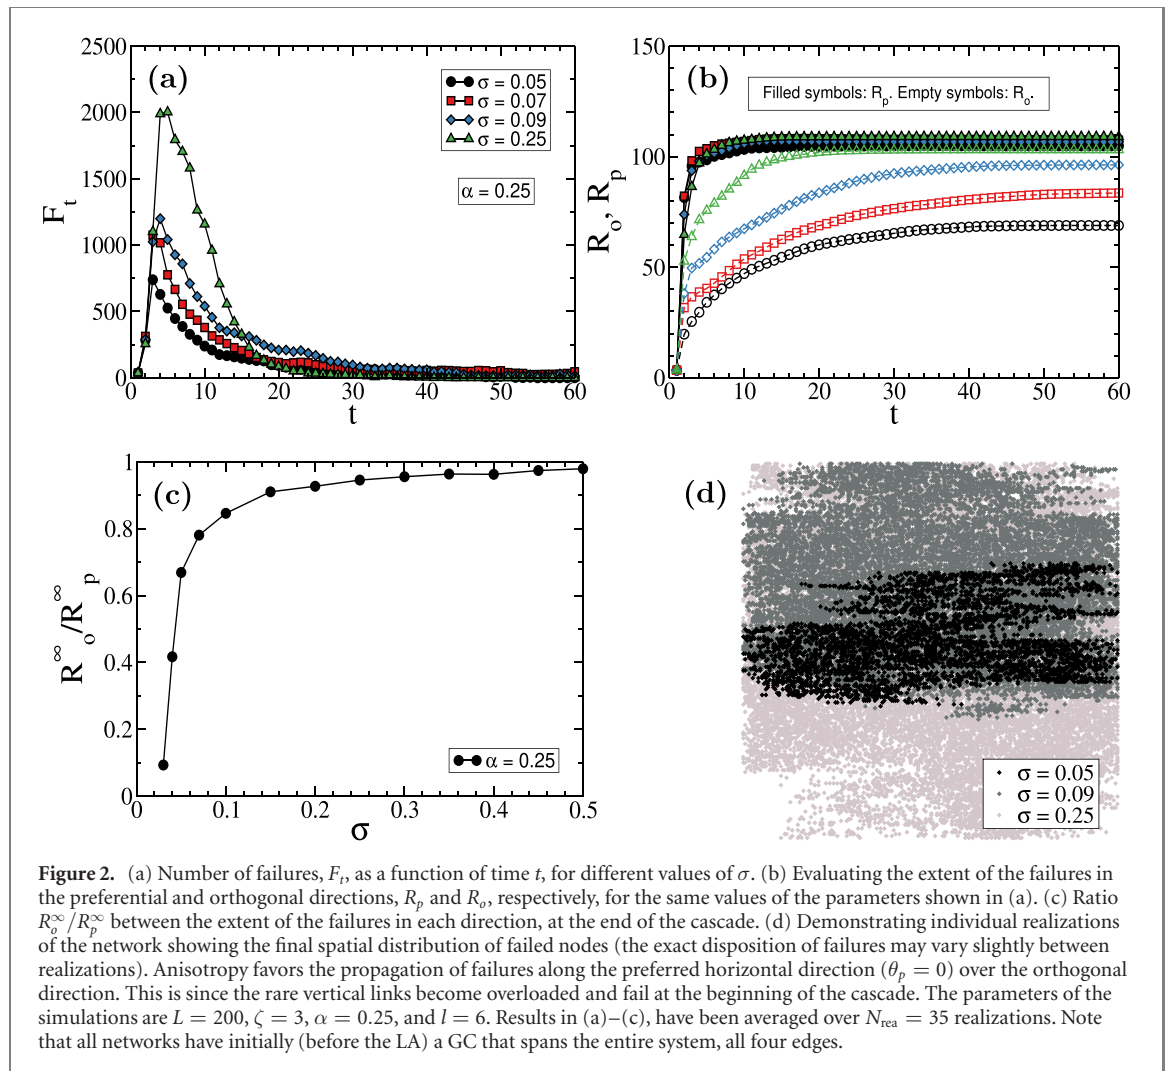 (a)
2500
2000
1500
1000
500
0
F_t
0 10 20 30 40 50 60
t
σ = 0.05
σ = 0.07
σ = 0.09
σ = 0.25
α = 0.25
(b)
150
100
50
0
R_o, R_p
0 10 20 30 40 50 60
t
Filled symbols: R_p. Empty symbols: R_o.
(c)
1
0.8
0.6
0.4
0.2
0
R_o^∞/R_p^∞
0 0.1 0.2 0.3 0.4 0.5
σ
α = 0.25
(d)
σ = 0.05
σ = 0.09
σ = 0.25
Figure 2. (a) Number of failures, F_t, as a function of time t, for different values of σ. (b) Evaluating the extent of the failures in
the preferential and orthogonal directions, R_p and R_o, respectively, for the same values of the parameters shown in (a). (c) Ratio
R_o^∞/R_p^∞ between the extent of the failures in each direction, at the end of the cascade. (d) Demonstrating individual realizations
of the network showing the final spatial distribution of failed nodes (the exact disposition of failures may vary slightly between
realizations). Anisotropy favors the propagation of failures along the preferred horizontal direction (θ_p = 0) over the orthogonal
direction. This is since the rare vertical links become overloaded and fail at the beginning of the cascade. The parameters of the
simulations are L = 200, ζ = 3, α = 0.25, and l = 6. Results in (a)–(c), have been averaged over N_rea = 35 realizations. Note
that all networks have initially (before the LA) a GC that spans the entire system, all four edges.